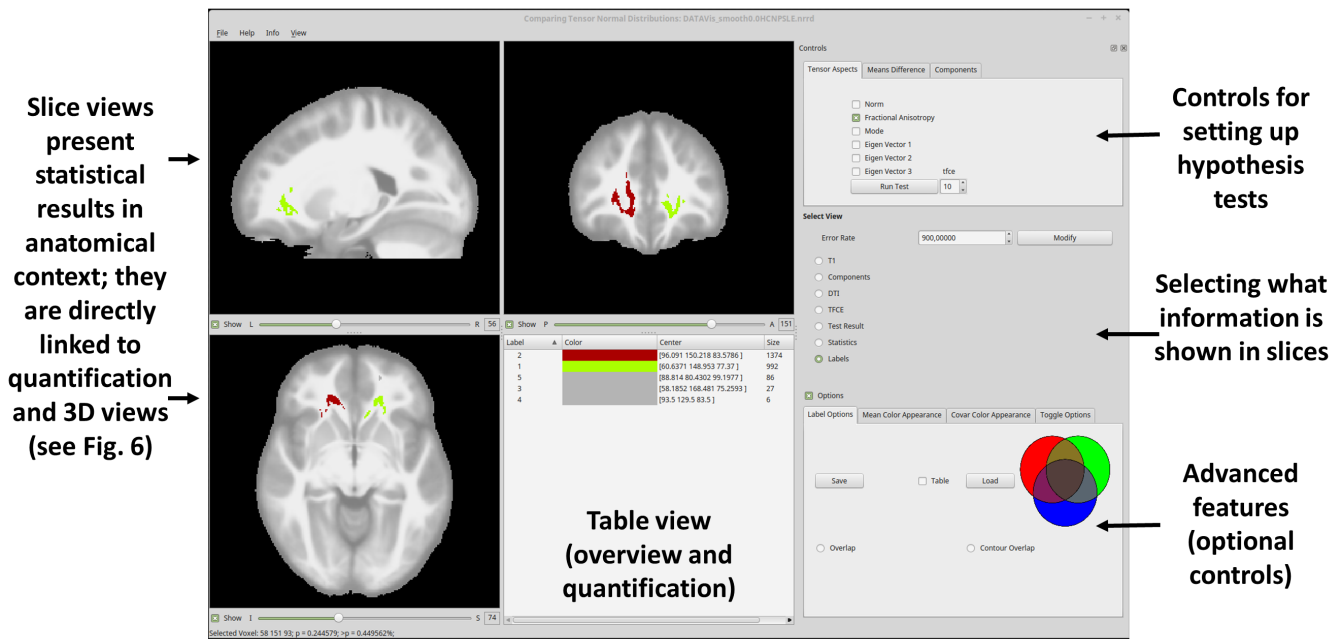 Comparing Tensor Normal Distributions: DATAVis_smooth0.0HCNPSLE.nrrd
File Help Info View
Slice views
present
statistical
results in
anatomical
context; they
are directly
linked to
quantification
and 3D views
(see Fig. 6)
Show L R 56
Show P A 151
Show I S 74
Label Color Center Size
2 [96.091 150.218 83.5786 ] 1374
1 [60.6371 148.953 77.37 ] 992
5 [88.814 80.4302 99.1977 ] 86
3 [58.1852 168.481 75.2593 ] 27
4 [93.5 129.5 83.5 ] 6
Table view
(overview and
quantification)
Selected Voxel: 58 151 93; p = 0.244579; >p = 0.449562%;
Controls
Tensor Aspects Means Difference Components
Norm
Fractional Anisotropy
Mode
Eigen Vector 1
Eigen Vector 2
Eigen Vector 3 tfce
Run Test 10
Select View
Error Rate 900,00000 Modify
T1
Components
DTI
TFCE
Test Result
Statistics
Labels
Options
Label Options Mean Color Appearance Covar Color Appearance Toggle Options
Save Table Load
Overlap Contour Overlap
Controls for
setting up
hypothesis
tests
Selecting what
information is
shown in slices
Advanced
features
(optional
controls)